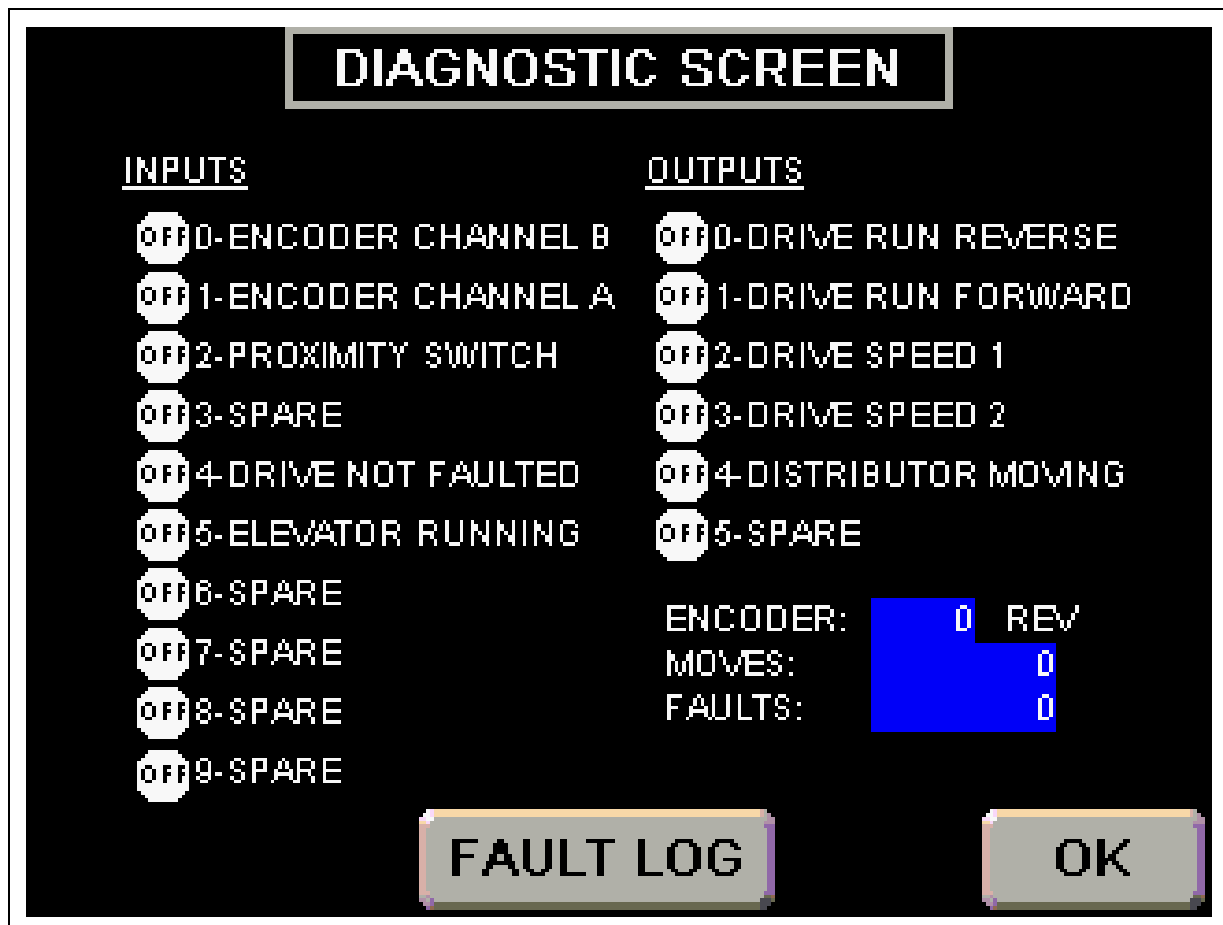 DIAGNOSTIC SCREEN
INPUTS
OFF 0-ENCODER CHANNEL B
OFF 1-ENCODER CHANNEL A
OFF 2-PROXIMITY SWITCH
OFF 3-SPARE
OFF 4-DRIVE NOT FAULTED
OFF 5-ELEVATOR RUNNING
OFF 6-SPARE
OFF 7-SPARE
OFF 8-SPARE
OFF 9-SPARE
OUTPUTS
OFF 0-DRIVE RUN REVERSE
OFF 1-DRIVE RUN FORWARD
OFF 2-DRIVE SPEED 1
OFF 3-DRIVE SPEED 2
OFF 4-DISTRIBUTOR MOVING
OFF 5-SPARE
ENCODER: 0 REV
MOVES: 0
FAULTS: 0
FAULT LOG
OK